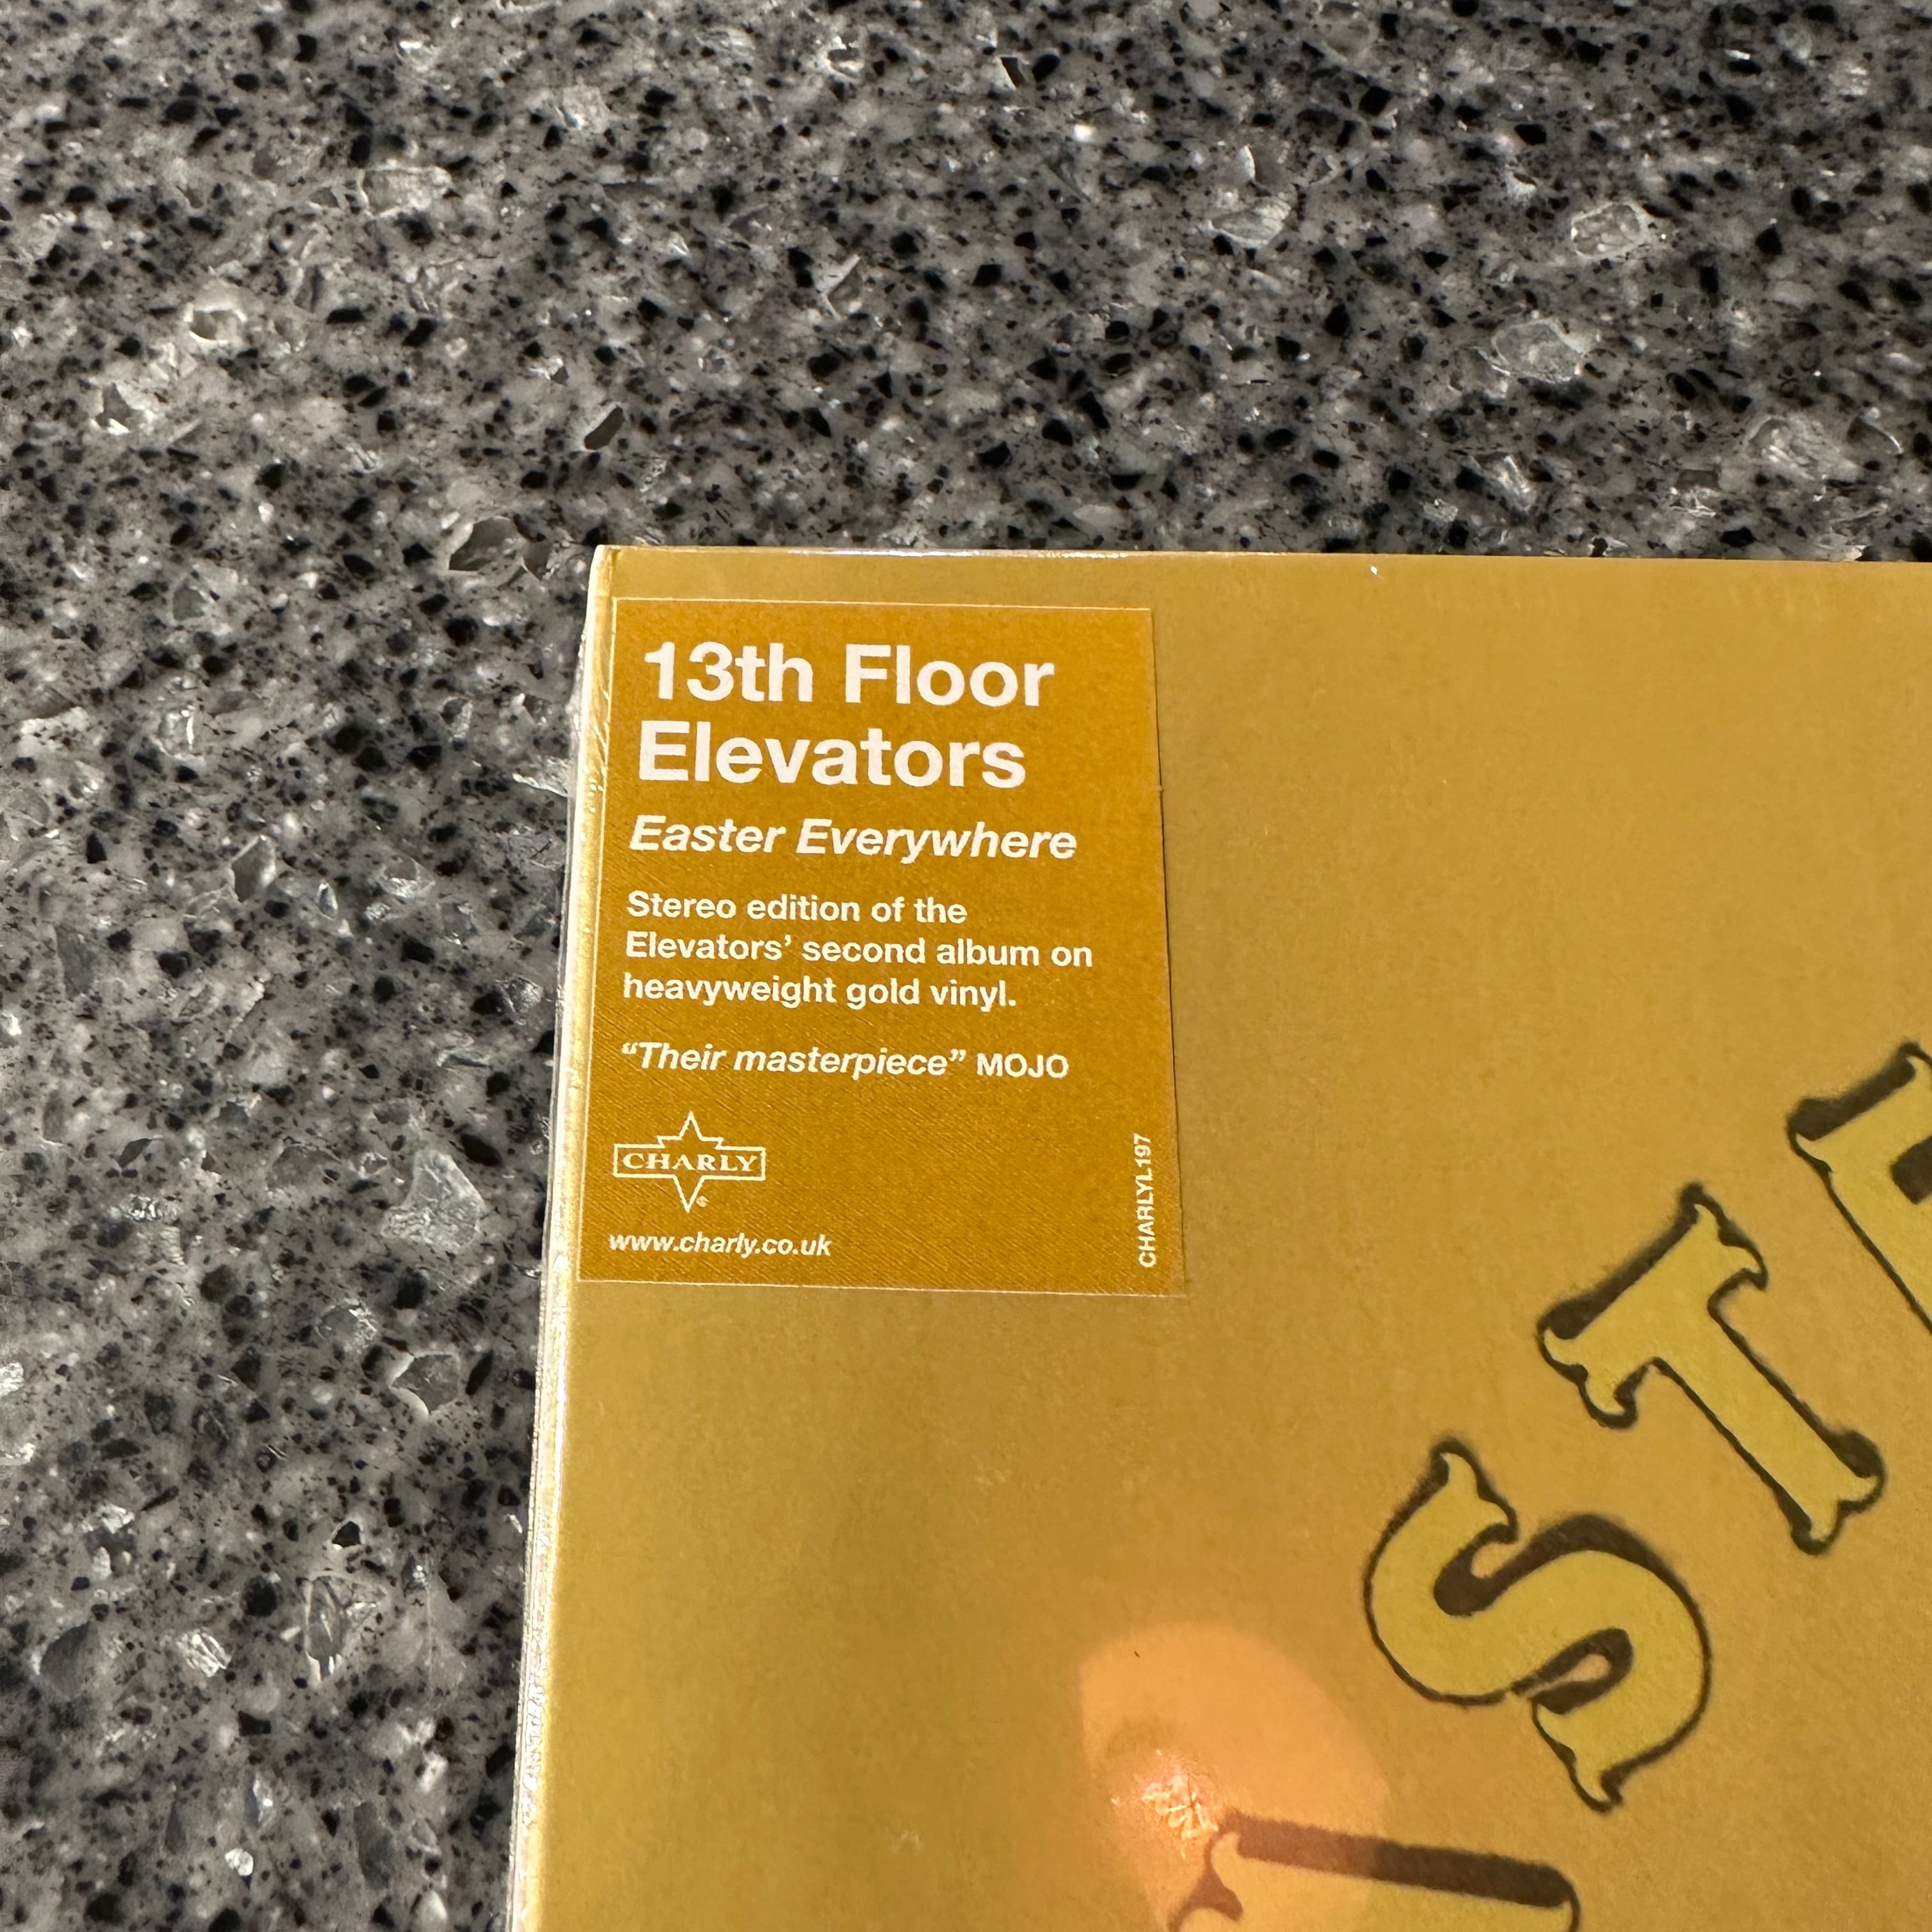 13th Floor
Elevators
Easter Everywhere
Stereo edition of the
Elevators’ second album on
heavyweight gold vinyl.
“Their masterpiece” MOJO
CHARLY
®
www.charly.co.uk
CHARLYL197
ST